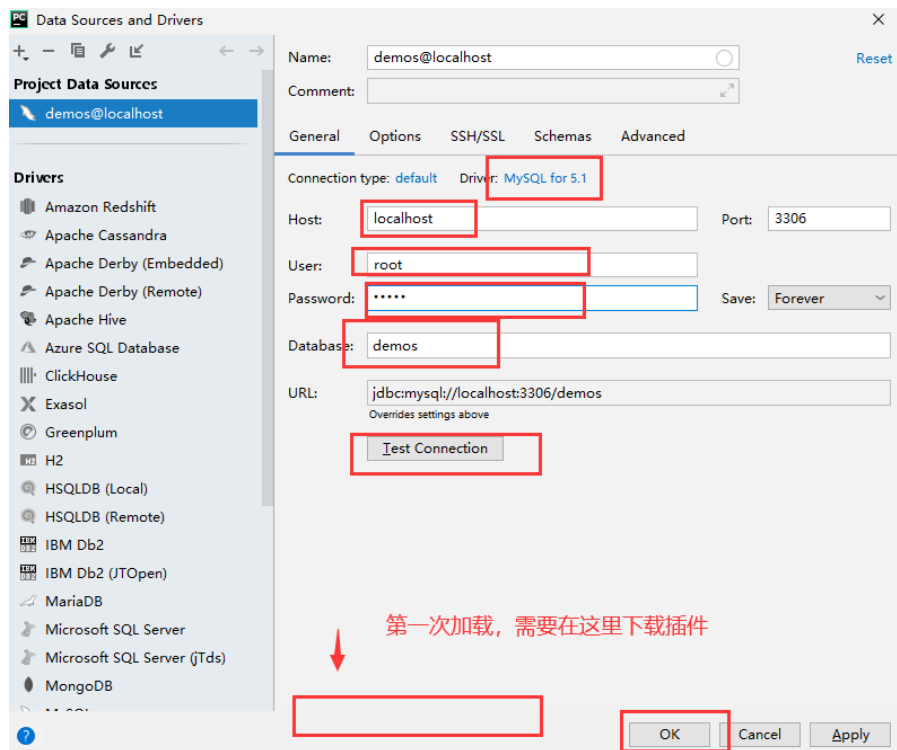 PC Data Sources and Drivers
Name: demos@localhost
Reset
Comment:
Project Data Sources
demos@localhost
General Options SSH/SSL Schemas Advanced
Drivers
Connection type: default Driver: MySQL for 5.1
Amazon Redshift
Host: localhost Port: 3306
Apache Cassandra
Apache Derby (Embedded)
User: root
Apache Derby (Remote)
Password: ••••• Save: Forever
Apache Hive
Azure SQL Database
Database: demos
ClickHouse
URL: jdbc:mysql://localhost:3306/demos
Exasol
Overrides settings above
Greenplum
Test Connection
H2
HSQLDB (Local)
HSQLDB (Remote)
IBM Db2
IBM Db2 (JTOpen)
MariaDB
第一次加载，需要在这里下载插件
Microsoft SQL Server
Microsoft SQL Server (jTds)
MongoDB
OK Cancel Apply